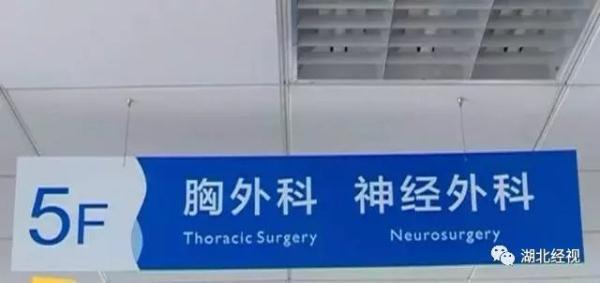 5F
胸外科 神经外科
Thoracic Surgery Neurosurgery
湖北经视